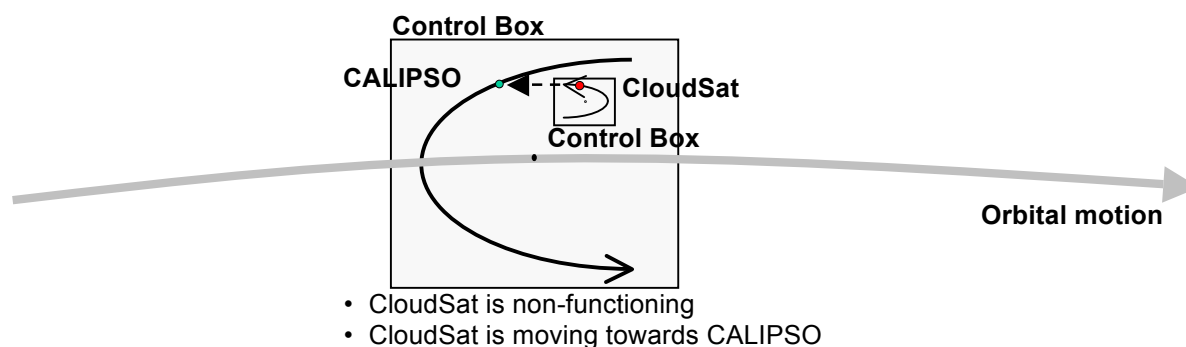 Control Box
CALIPSO
CloudSat
Control Box
Orbital motion
• CloudSat is non-functioning
• CloudSat is moving towards CALIPSO